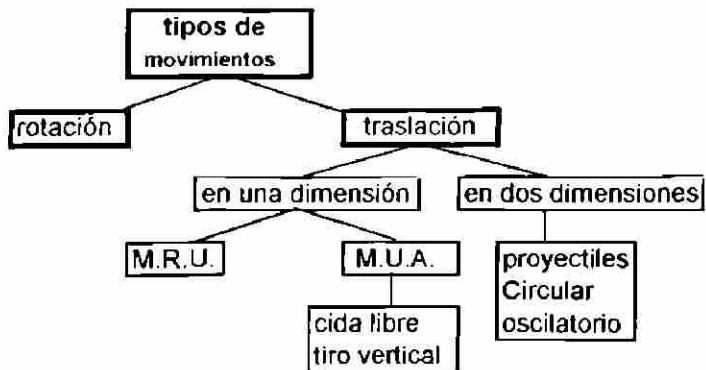 tipos de
movimientos
rotación
traslación
en una dimensión
en dos dimensiones
M.R.U.
M.U.A.
proyectiles
Circular
oscilatorio
cida libre
tiro vertical